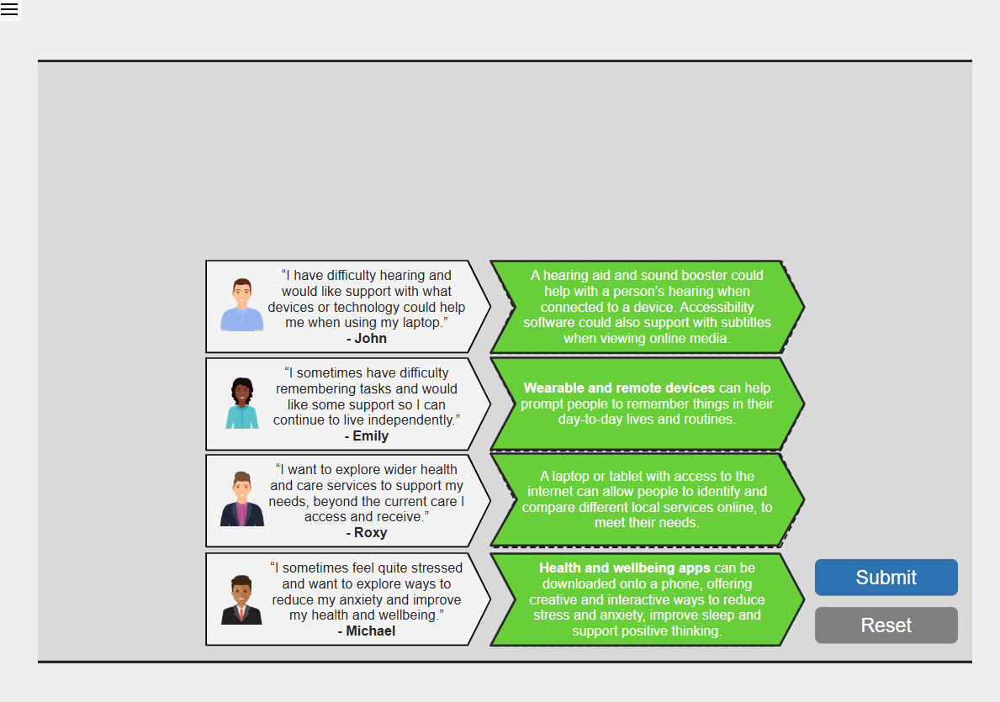 “I have difficulty hearing and
would like support with what
devices or technology could help
me when using my laptop.”
- John
A hearing aid and sound booster could
help with a person’s hearing when
connected to a device. Accessibility
software could also support with subtitles
when viewing online media.
“I sometimes have difficulty
remembering tasks and would
like some support so I can
continue to live independently.”
- Emily
Wearable and remote devices can help
prompt people to remember things in their
day-to-day lives and routines.
“I want to explore wider health
and care services to support my
needs, beyond the current care I
access and receive.”
- Roxy
A laptop or tablet with access to the
internet can allow people to identify and
compare different local services online, to
meet their needs.
“I sometimes feel quite stressed
and want to explore ways to
reduce my anxiety and improve
my health and wellbeing.”
- Michael
Health and wellbeing apps can be
downloaded onto a phone, offering
creative and interactive ways to reduce
stress and anxiety, improve sleep and
support positive thinking.
Submit
Reset